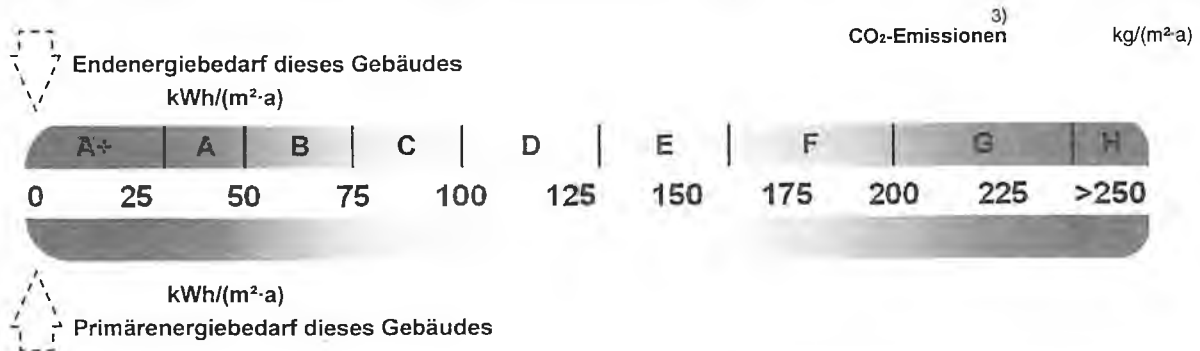 3)
CO₂-Emissionen kg/(m²·a)
Endenergiebedarf dieses Gebäudes
kWh/(m²·a)
A+ A B C D E F G H
0 25 50 75 100 125 150 175 200 225 >250
kWh/(m²·a)
Primärenergiebedarf dieses Gebäudes